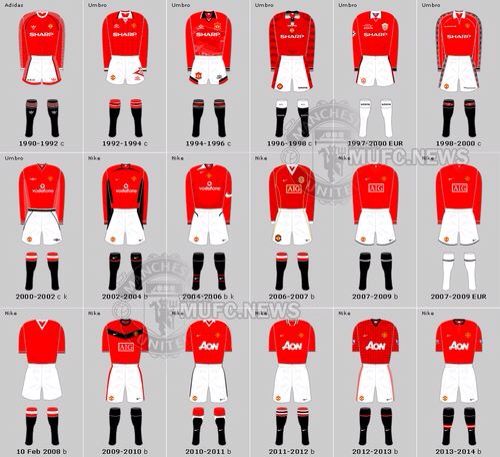 Adidas Umbro Umbro Umbro Umbro Umbro
SHARP SHARP SHARP SHARP SHARP SHARP
1990-1992 c 1992-1994 c 1994-1996 c 1996-1998 c 1997-2000 EUR 1998-2000 c
MUFC.NEWS
Umbro Nike Nike Nike Nike Nike
vodafone vodafone vodafone AIG AIG AIG
MANCHESTER
UNITED
2000-2002 c k 2002-2004 b 2004-2006 b k 2006-2007 b 2007-2009 b 2007-2009 EUR
Nike Nike Nike Nike Nike Nike
MUFC.NEWS
AIG AON AON AON AON
MANCHESTER
UNITED
10 Feb 2008 b 2009-2010 b 2010-2011 b 2011-2012 b 2012-2013 b 2013-2014 b